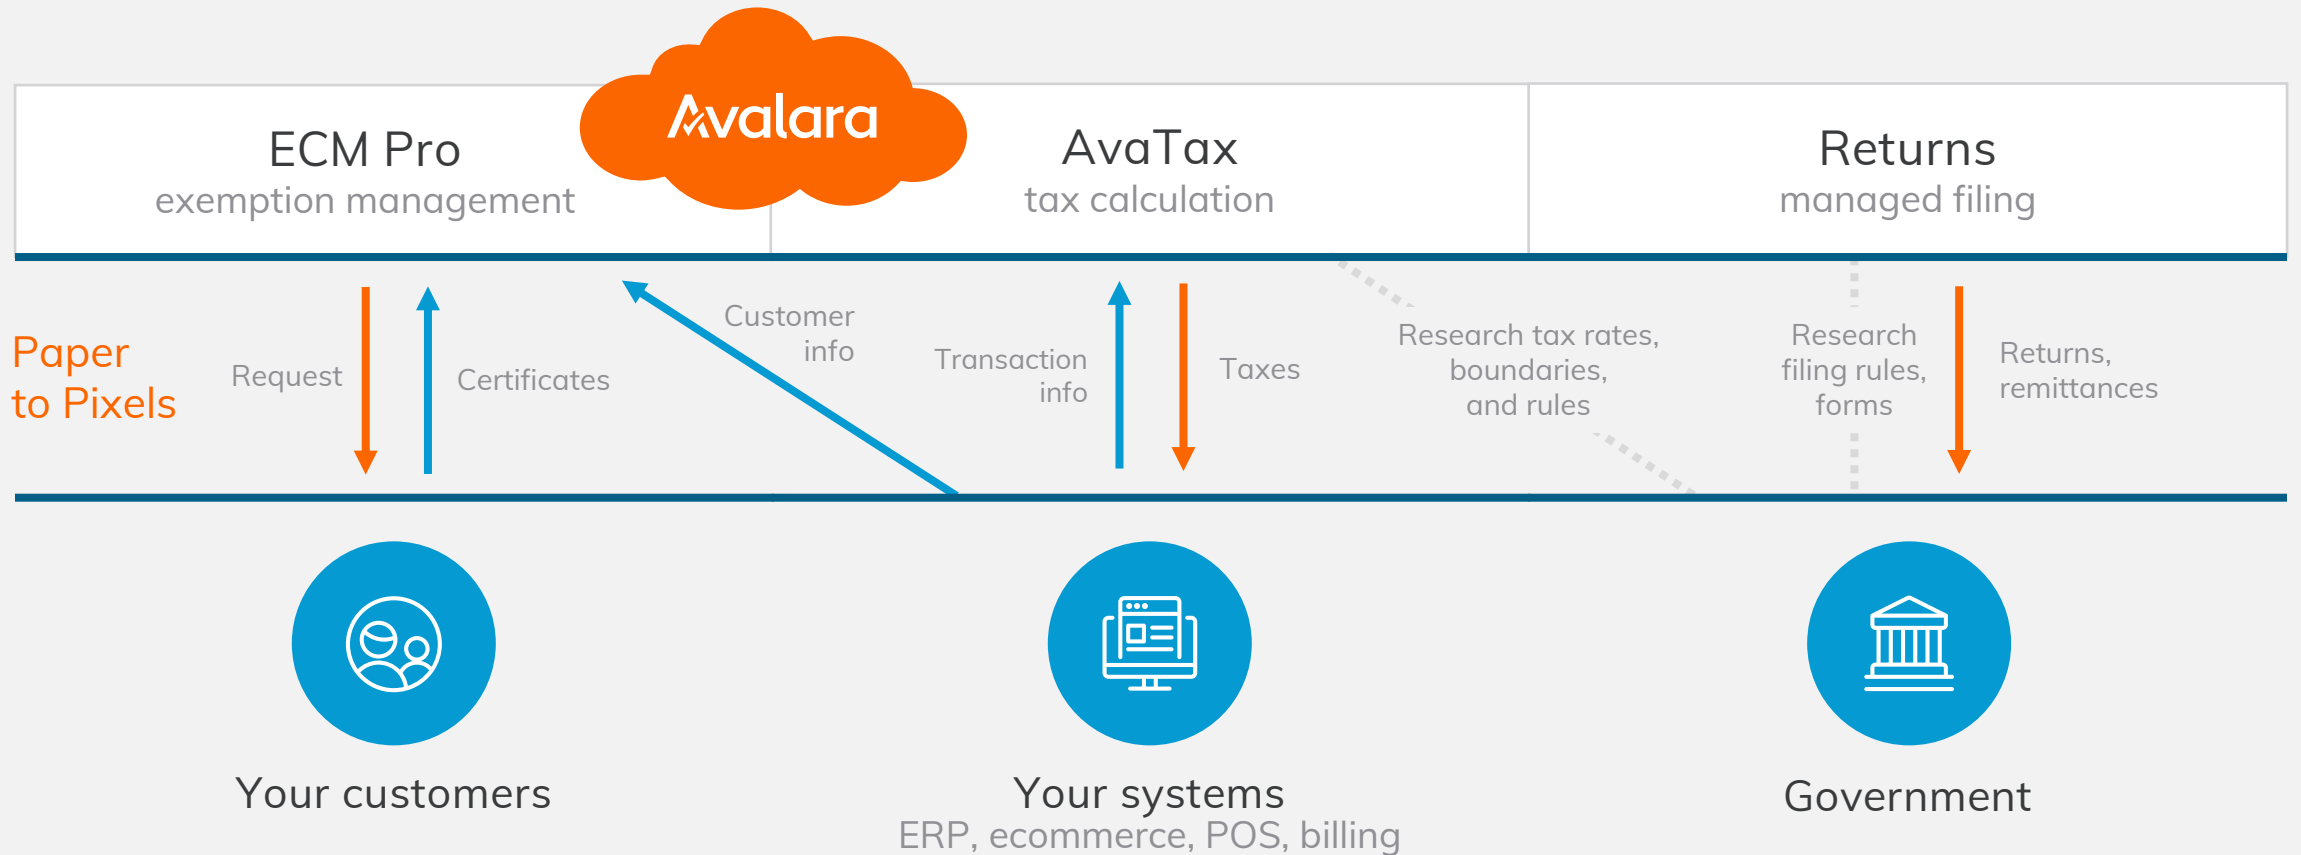 Avalara
ECM Pro
exemption management
AvaTax
tax calculation
Returns
managed filing
Paper
to Pixels
Request
Certificates
Customer
info
Transaction
info
Taxes
Research tax rates,
boundaries,
and rules
Research
filing rules,
forms
Returns,
remittances
Your customers
Your systems
ERP, ecommerce, POS, billing
Government